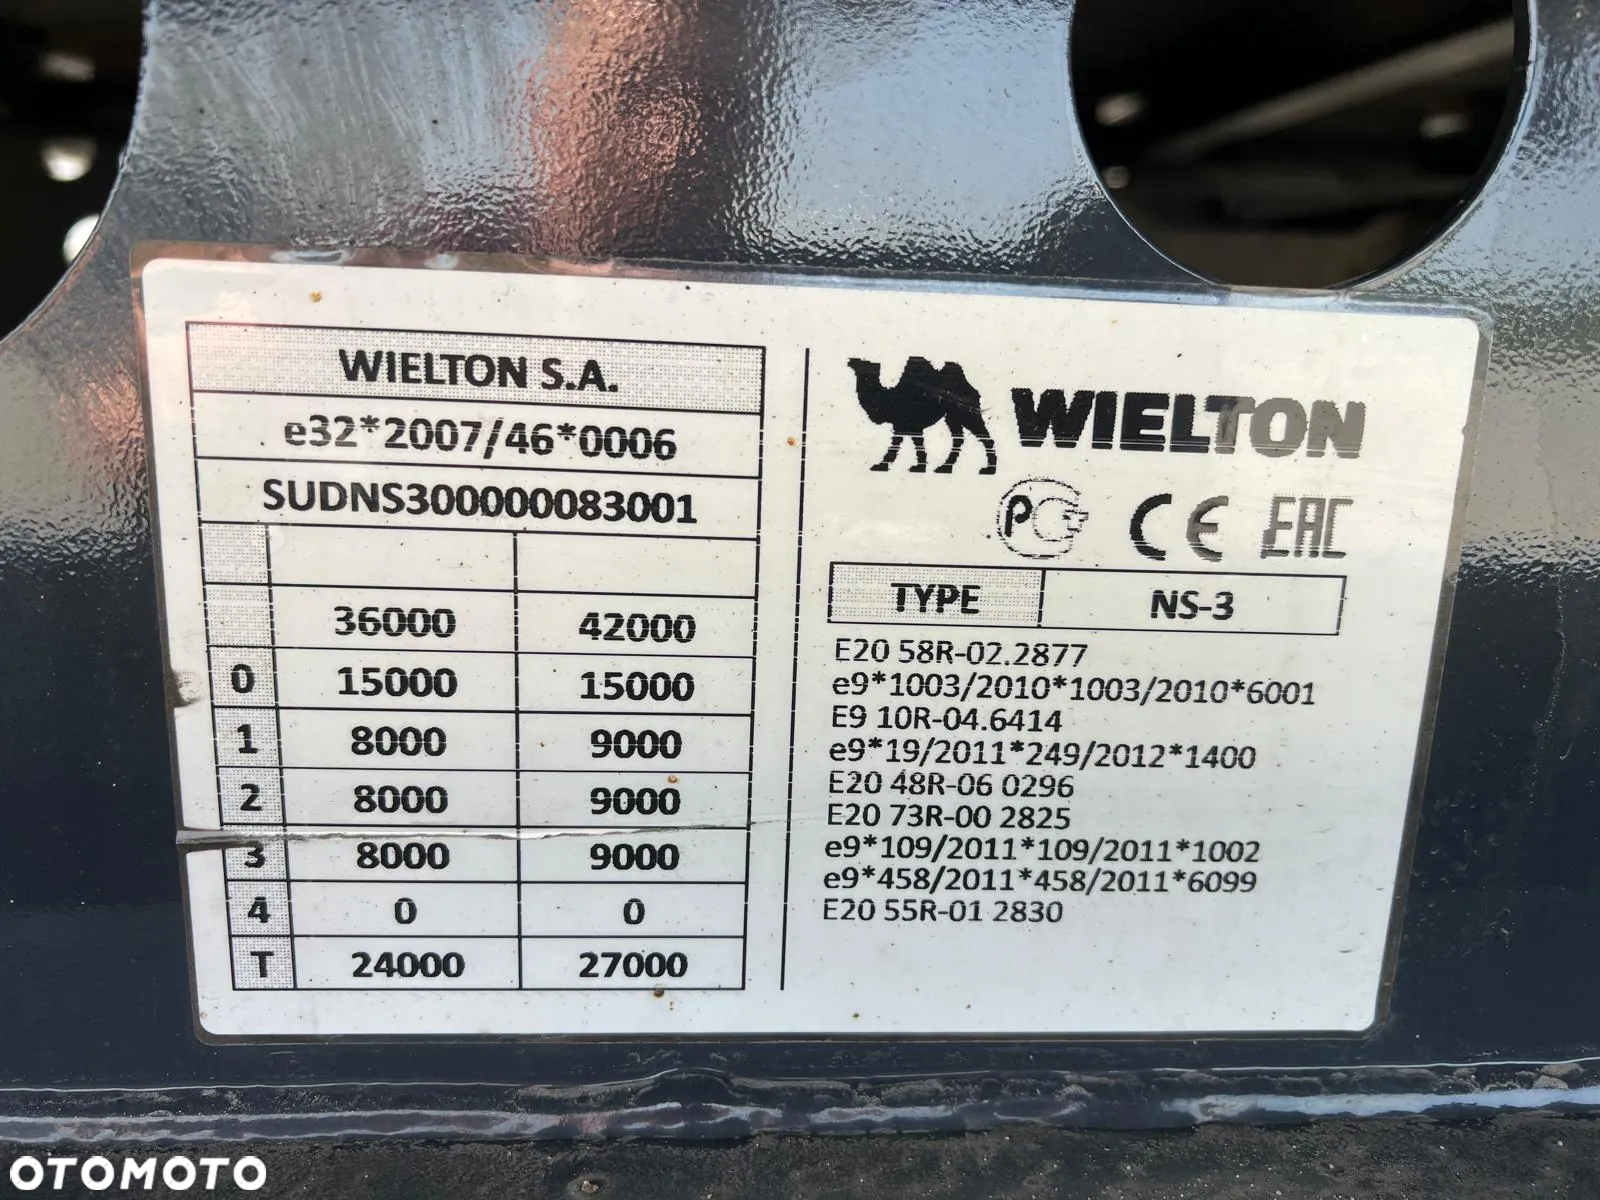 WIELTON S.A.
e32*2007/46*0006
SUDNS300000083001
36000 42000
0 15000 15000
1 8000 9000
2 8000 9000
3 8000 9000
4 0 0
T 24000 27000
WIELTON
PG CE EAC
TYPE NS-3
E20 58R-02.2877
e9*1003/2010*1003/2010*6001
E9 10R-04.6414
e9*19/2011*249/2012*1400
E20 48R-06 0296
E20 73R-00 2825
e9*109/2011*109/2011*1002
e9*458/2011*458/2011*6099
E20 55R-01 2830
OTOMOTO